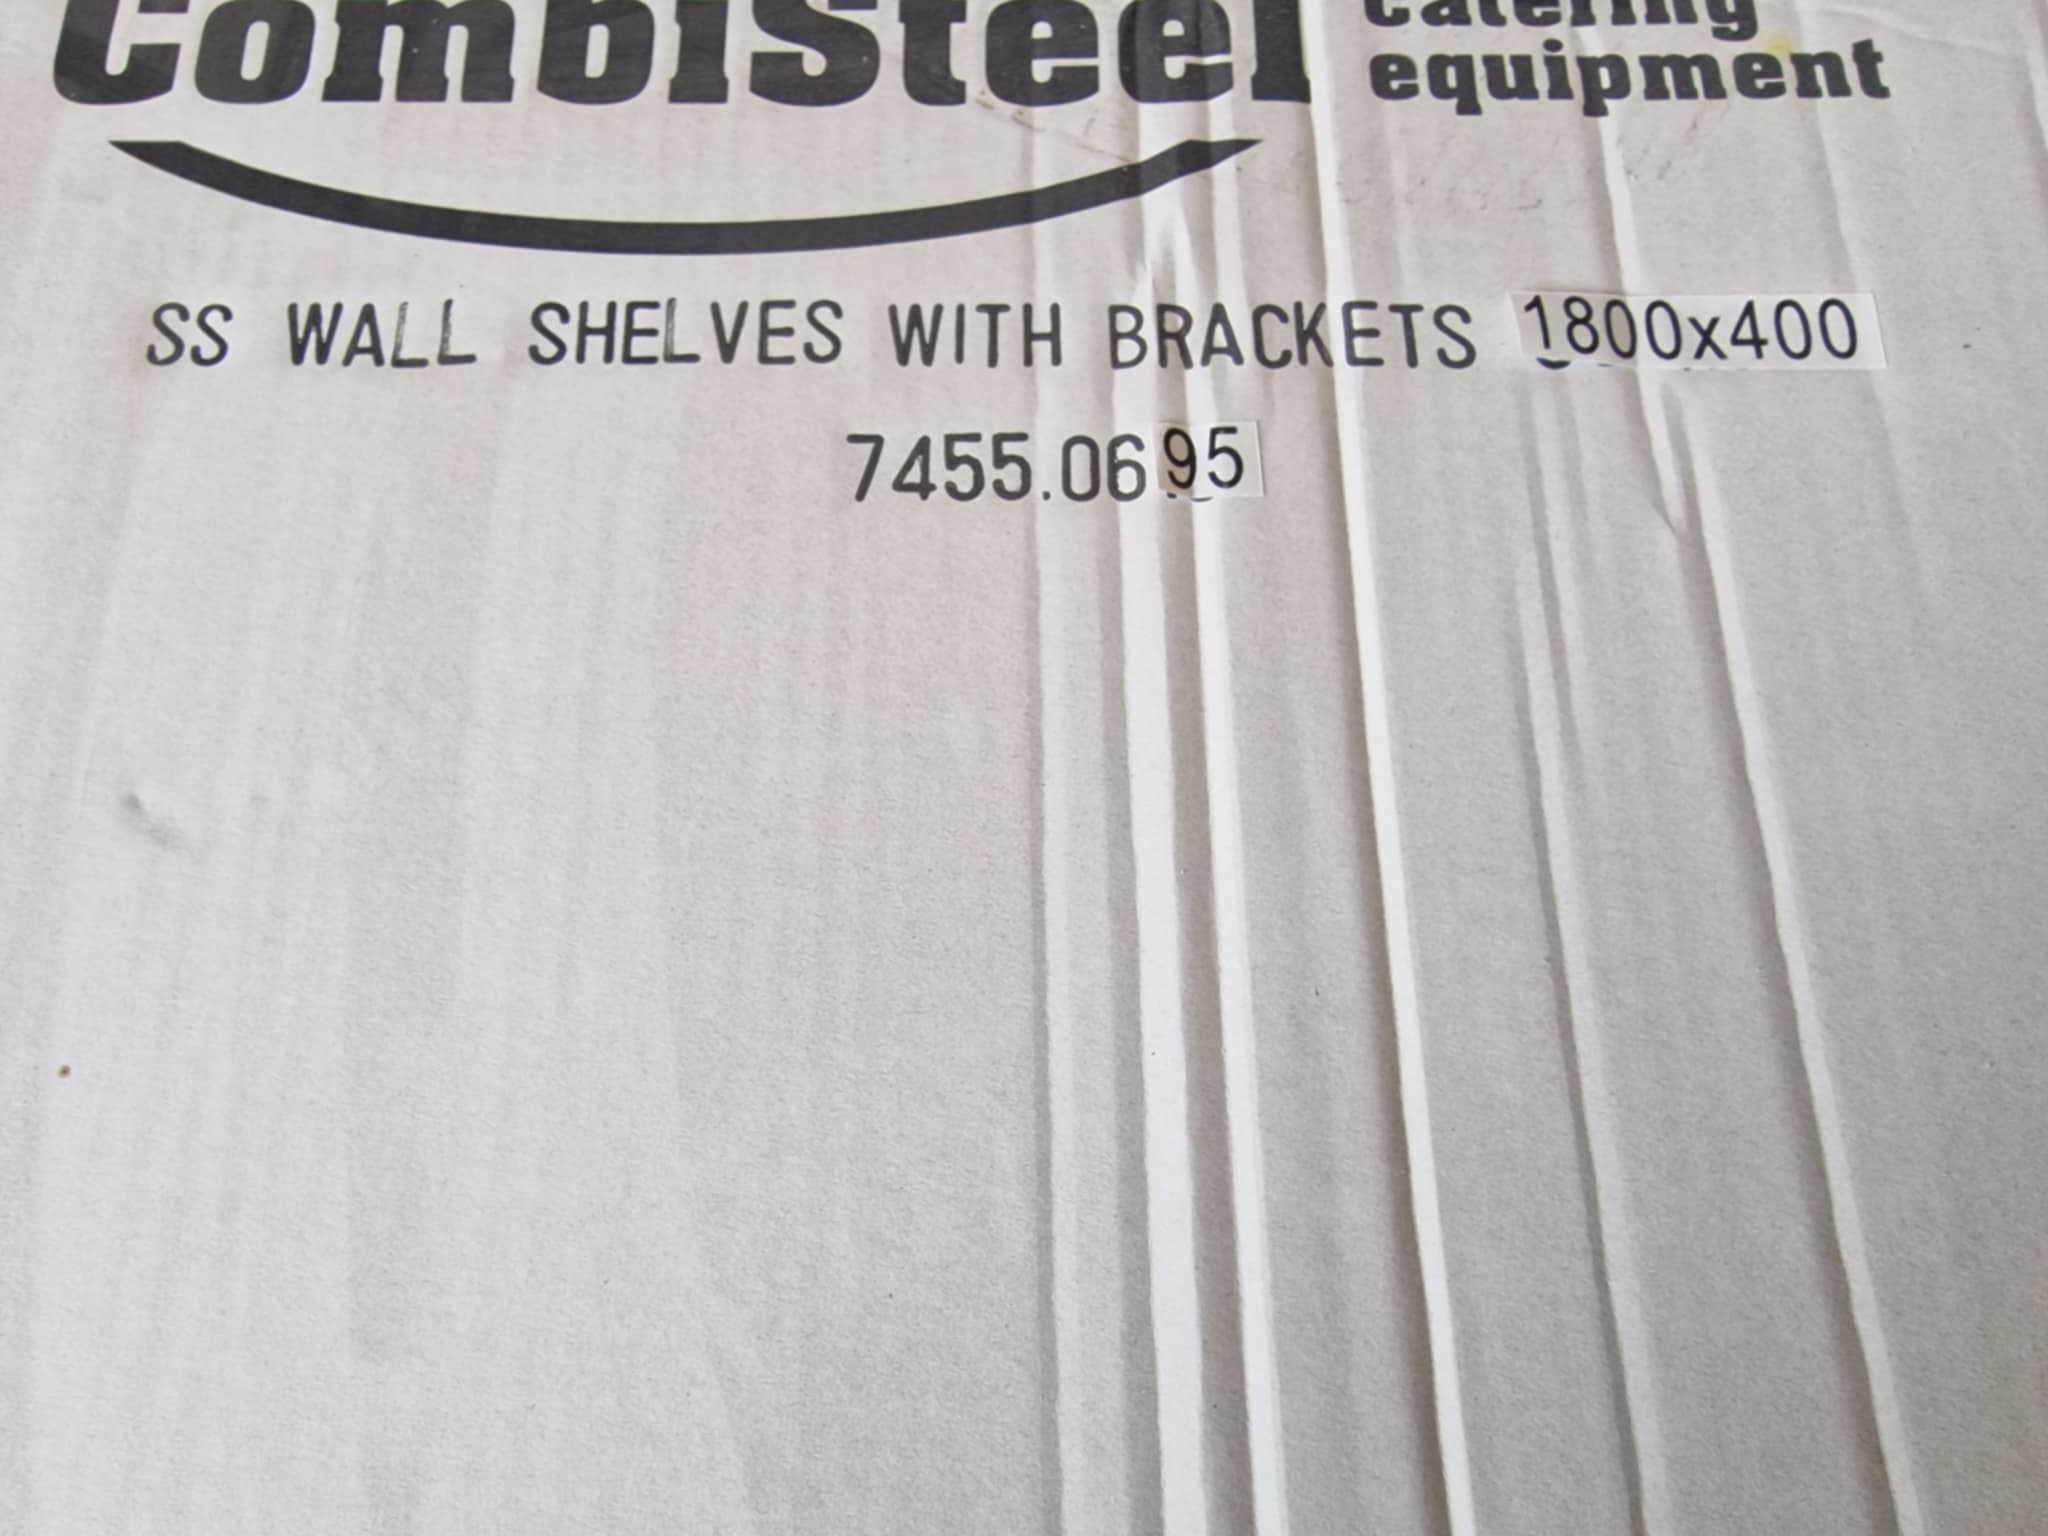 CombiSteel catering
equipment
SS WALL SHELVES WITH BRACKETS 1800x400
7455.0695